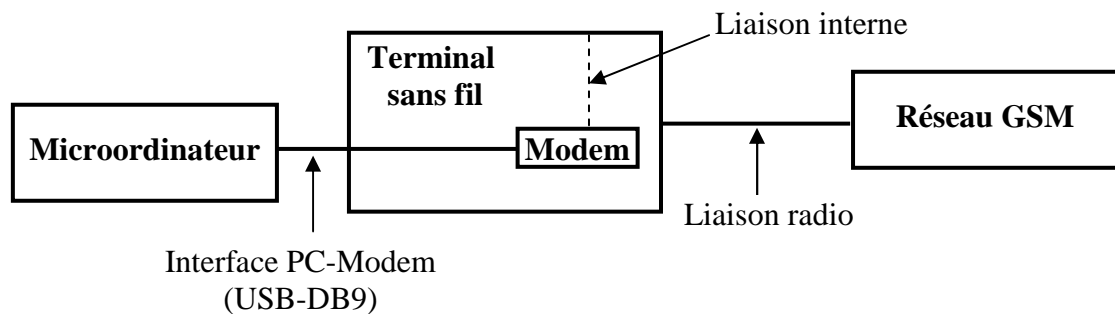 Liaison interne
Terminal
sans fil
Réseau GSM
Microordinateur
Modem
Liaison radio
Interface PC-Modem
(USB-DB9)